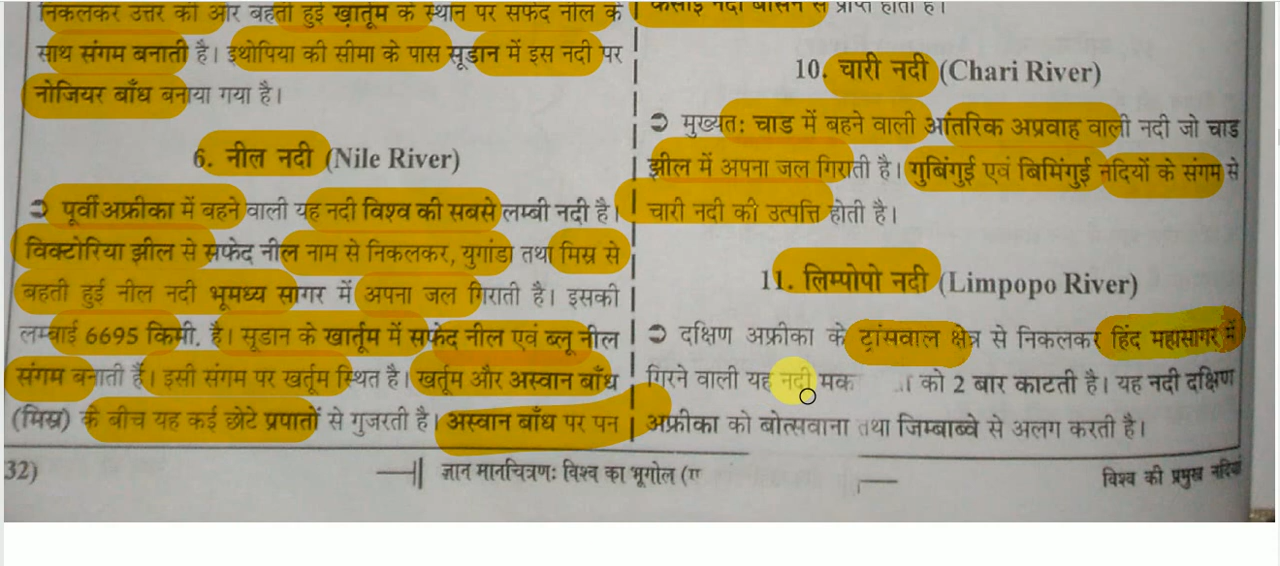 निकलकर उत्तर की ओर बहती हुई खार्तूम के स्थान पर सफेद नील के
साथ संगम बनाती है। इथोपिया की सीमा के पास सूडान में इस नदी पर
नोजियर बाँध बनाया गया है।
6. नील नदी (Nile River)
➲ पूर्वी अफ्रीका में बहने वाली यह नदी विश्व की सबसे लम्बी नदी है।
विक्टोरिया झील से सफेद नील नाम से निकलकर, युगांडा तथा मिस्र से
बहती हुई नील नदी भूमध्य सागर में अपना जल गिराती है। इसकी
लम्बाई 6695 किमी. है। सूडान के खार्तूम में सफेद नील एवं ब्लू नील
संगम बनाती हैं। इसी संगम पर खर्तूम स्थित है। खर्तूम और अस्वान बाँध
(मिस्र) के बीच यह कई छोटे प्रपातों से गुजरती है। अस्वान बाँध पर पन
नदी बेसिन से प्राप्त होता है।
10. चारी नदी (Chari River)
➲ मुख्यत: चाड में बहने वाली आंतरिक अप्रवाह वाली नदी जो चाड
झील में अपना जल गिराती है। गुबिंगुई एवं बिमिंगुई नदियों के संगम से
चारी नदी की उत्पत्ति होती है।
11. लिम्पोपो नदी (Limpopo River)
➲ दक्षिण अफ्रीका के ट्रांसवाल क्षेत्र से निकलकर हिंद महासागर में
गिरने वाली यह नदी मक को 2 बार काटती है। यह नदी दक्षिण
अफ्रीका को बोत्सवाना तथा जिम्बाब्वे से अलग करती है।
32) ज्ञान मानचित्रण: विश्व का भूगोल ( विश्व की प्रमुख नदियां